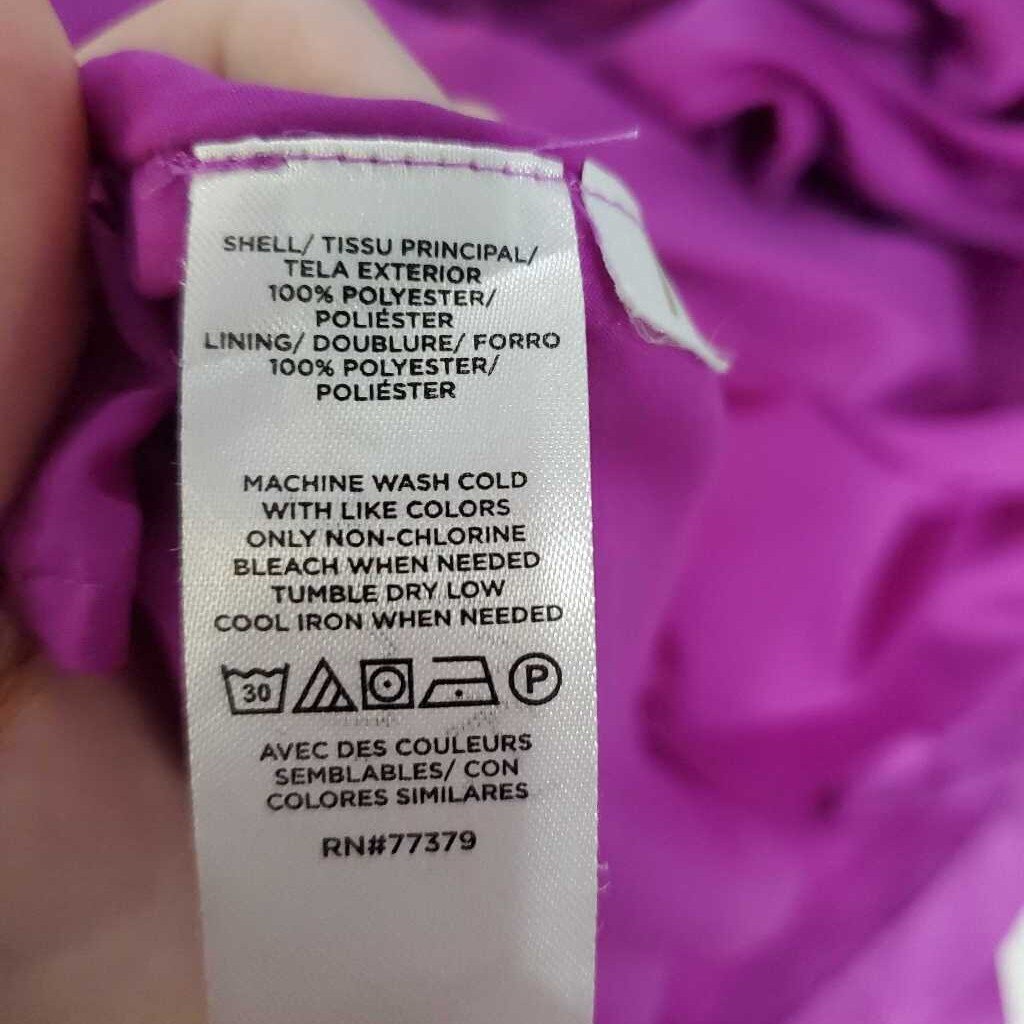 SHELL/ TISSU PRINCIPAL/
TELA EXTERIOR
100% POLYESTER/
POLIÉSTER
LINING/ DOUBLURE/ FORRO
100% POLYESTER/
POLIÉSTER
MACHINE WASH COLD
WITH LIKE COLORS
ONLY NON-CHLORINE
BLEACH WHEN NEEDED
TUMBLE DRY LOW
COOL IRON WHEN NEEDED
30 P
AVEC DES COULEURS
SEMBLABLES/ CON
COLORES SIMILARES
RN#77379